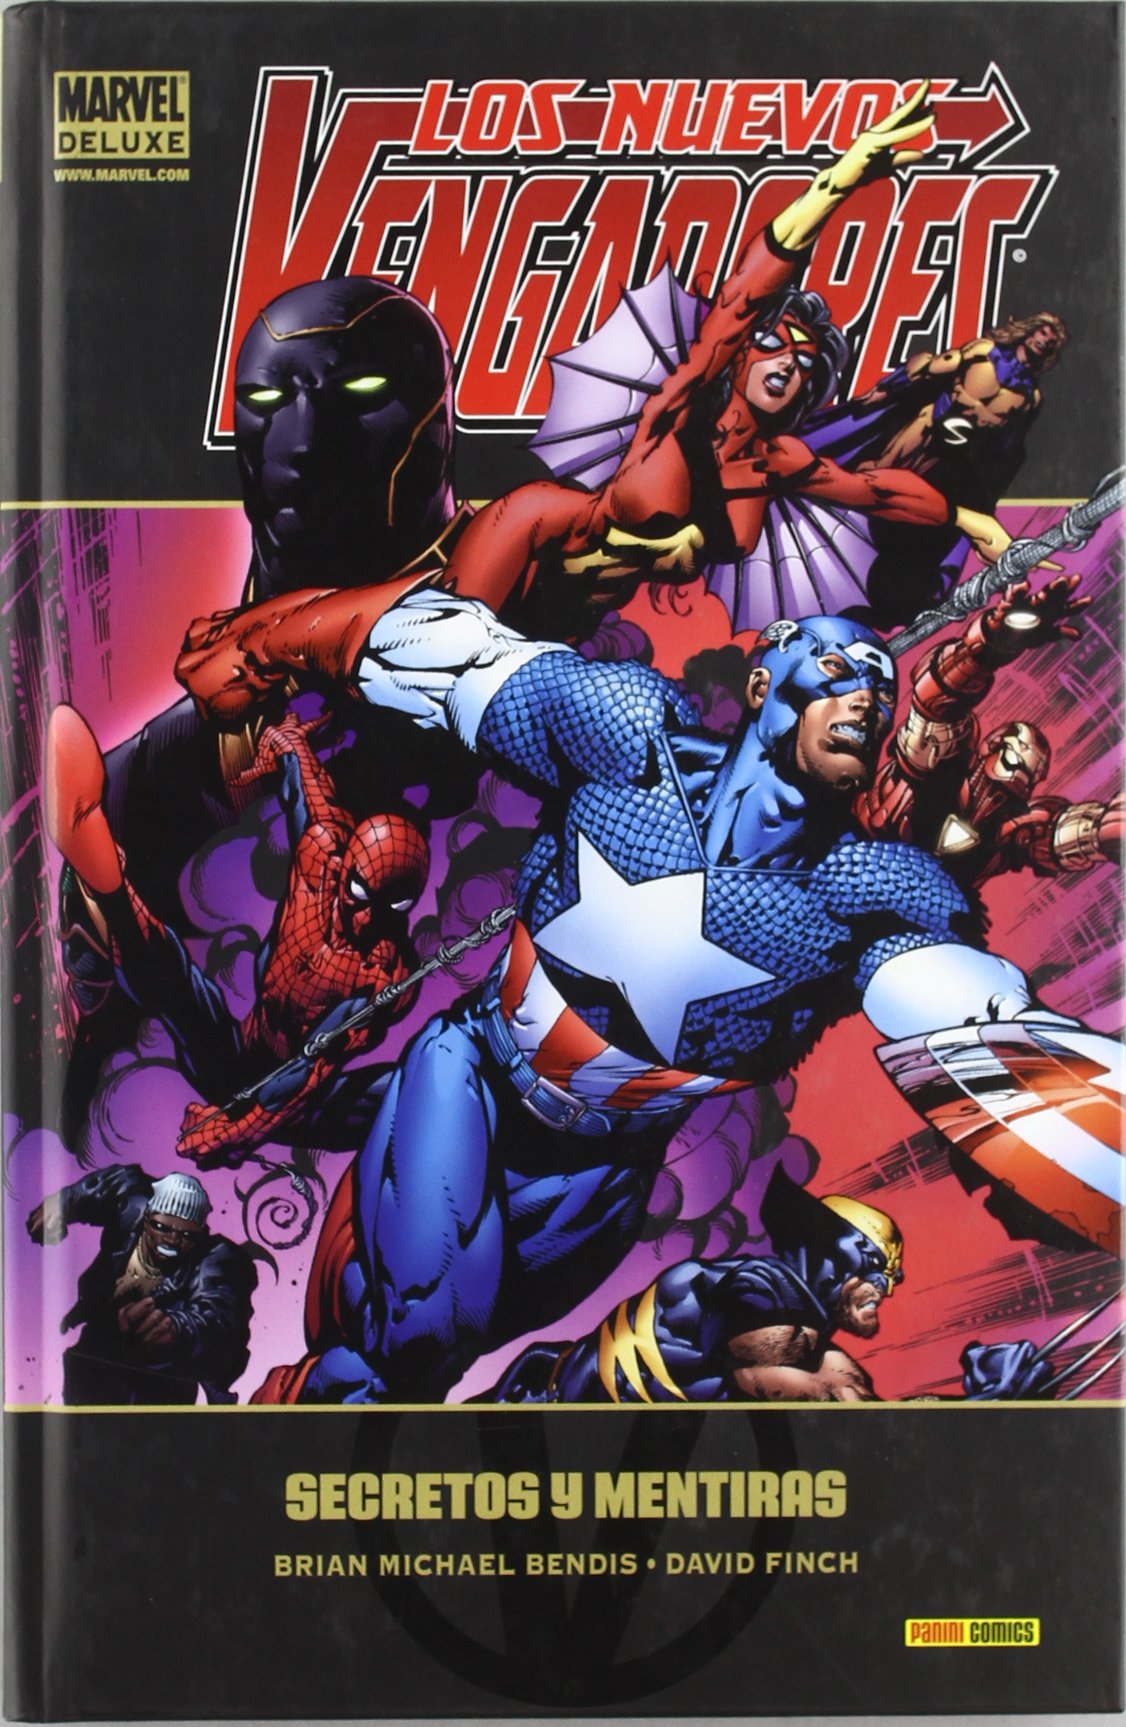 MARVEL
DELUXE
WWW.MARVEL.COM
LOS NUEVOS
VENGADORES
S
SECRETOS Y MENTIRAS
BRIAN MICHAEL BENDIS • DAVID FINCH
PANINI COMICS